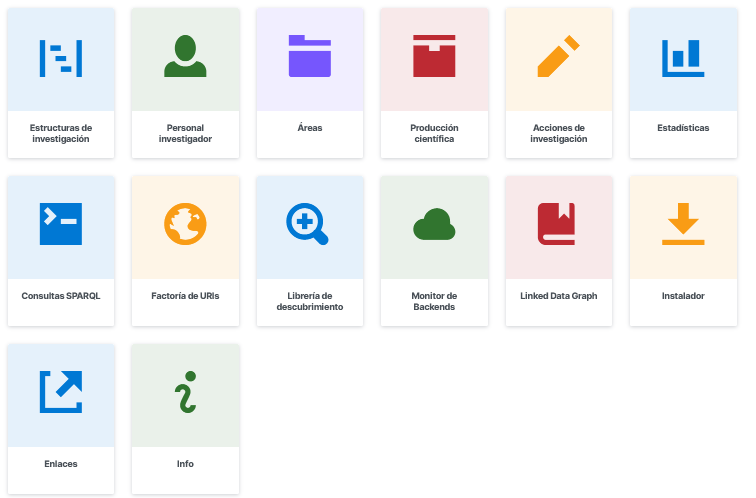 Estructuras de
investigación
Personal
investigador
Áreas
Producción
científica
Acciones de
investigación
Estadísticas
Consultas SPARQL
Factoría de URIs
Librería de
descubrimiento
Monitor de
Backends
Linked Data Graph
Instalador
Enlaces
Info